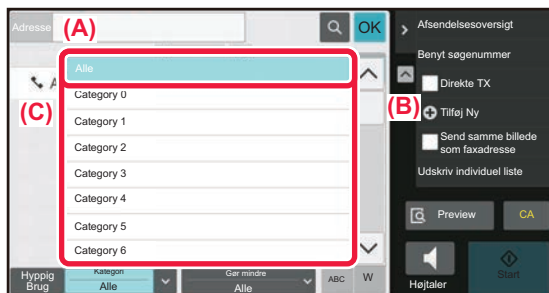 Adresse
(A)
OK
Alle
A
(C)
Category 0
Category 1
Category 2
Category 3
Category 4
Category 5
Category 6
Hyppig
Brug
Kategori
Alle
Gør mindre
Alle
ABC
W
Afsendelsesoversigt
Benyt søgenummer
Direkte TX
(B)
Tilføj Ny
Send samme billede
som faxadresse
Udskriv individuel liste
Preview
CA
Højtaler
Start